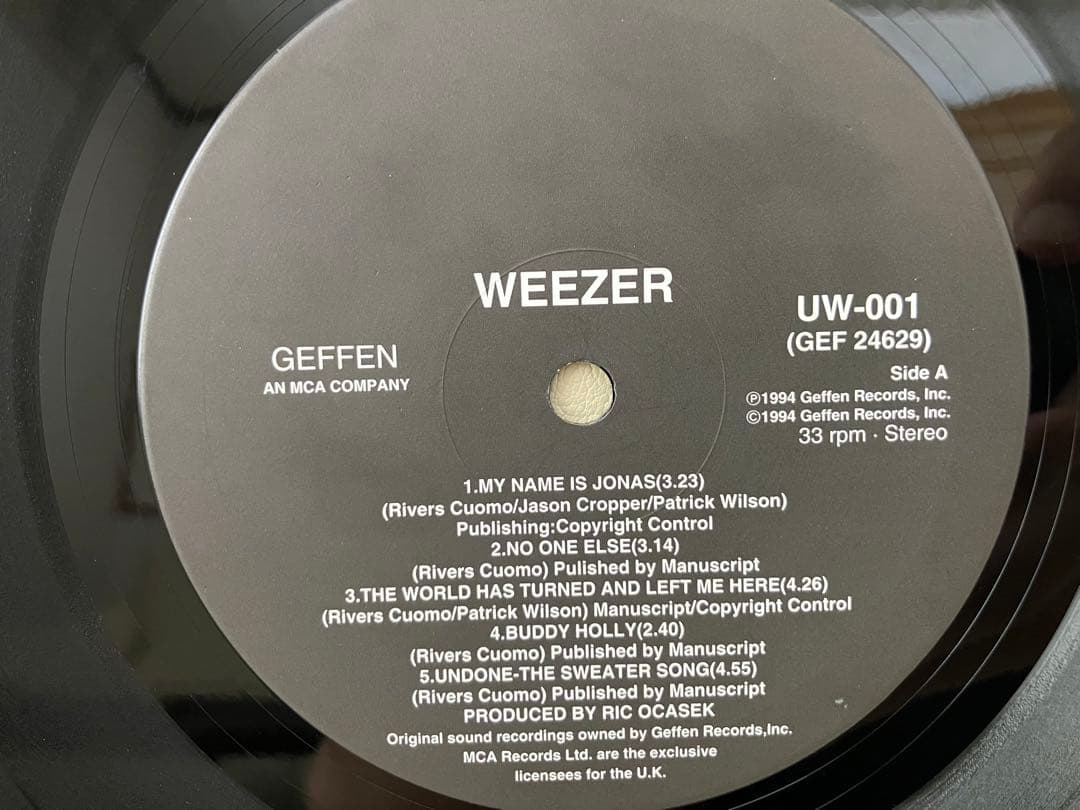 WEEZER
GEFFEN
AN MCA COMPANY
UW-001
(GEF 24629)
Side A
℗1994 Geffen Records, Inc.
©1994 Geffen Records, Inc.
33 rpm · Stereo
1.MY NAME IS JONAS(3.23)
(Rivers Cuomo/Jason Cropper/Patrick Wilson)
Publishing:Copyright Control
2.NO ONE ELSE(3.14)
(Rivers Cuomo) Pulished by Manuscript
3.THE WORLD HAS TURNED AND LEFT ME HERE(4.26)
(Rivers Cuomo/Patrick Wilson) Manuscript/Copyright Control
4.BUDDY HOLLY(2.40)
(Rivers Cuomo) Published by Manuscript
5.UNDONE-THE SWEATER SONG(4.55)
(Rivers Cuomo) Published by Manuscript
PRODUCED BY RIC OCASEK
Original sound recordings owned by Geffen Records,Inc.
MCA Records Ltd. are the exclusive
licensees for the U.K.